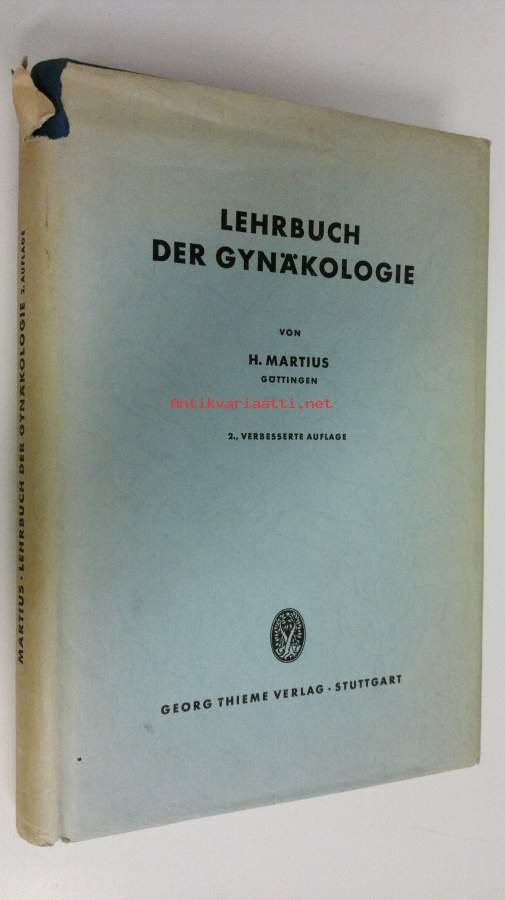 LEHRBUCH
DER GYNÄKOLOGIE
VON
H. MARTIUS
GÖTTINGEN
Antikvariaatti.net
2., VERBESSERTE AUFLAGE
GEORG THIEME VERLAG · STUTTGART
MARTIUS · LEHRBUCH DER GYNÄKOLOGIE 2. AUFLAGE